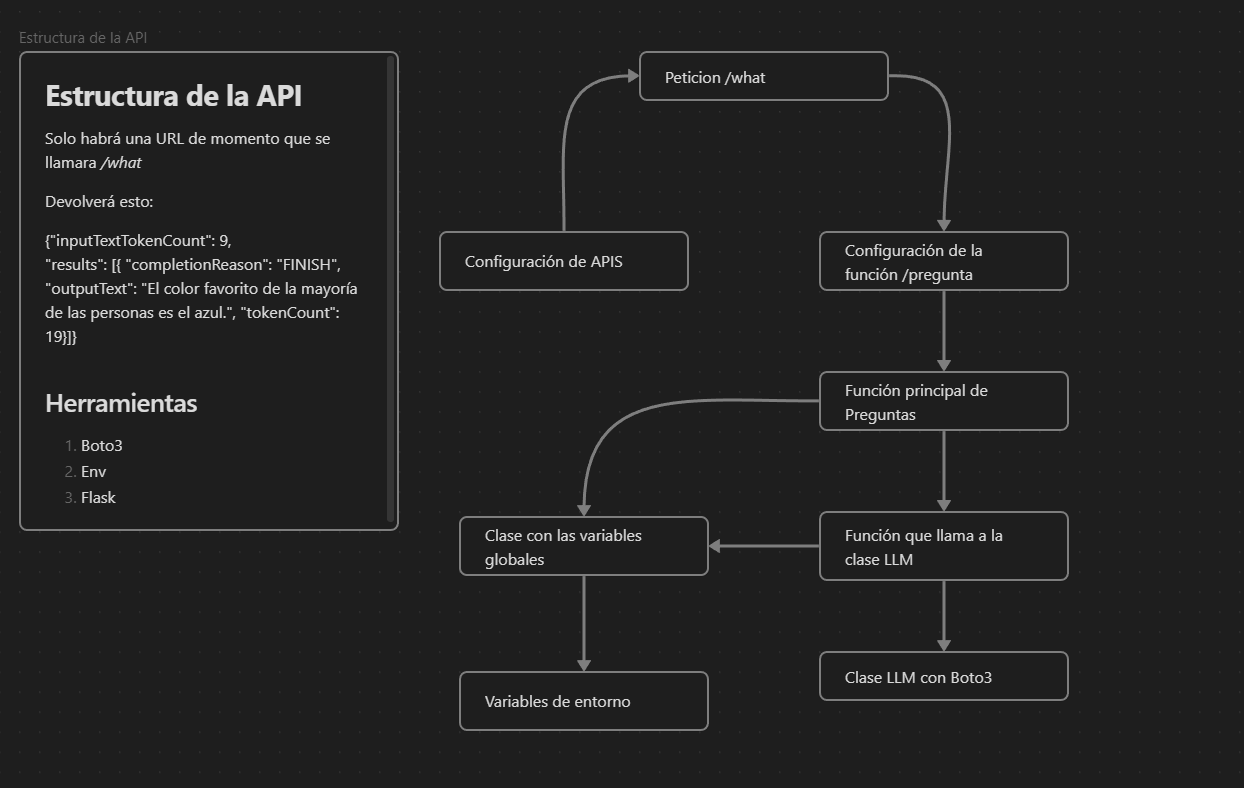 Estructura de la API
Estructura de la API
Solo habrá una URL de momento que se
llamara /what
Devolverá esto:
{"inputTextTokenCount": 9,
"results": [{ "completionReason": "FINISH",
"outputText": "El color favorito de la mayoría
de las personas es el azul.", "tokenCount":
19}]}
Herramientas
1. Boto3
2. Env
3. Flask
Peticion /what
Configuración de APIS
Configuración de la
función /pregunta
Función principal de
Preguntas
Clase con las variables
globales
Función que llama a la
clase LLM
Variables de entorno
Clase LLM con Boto3